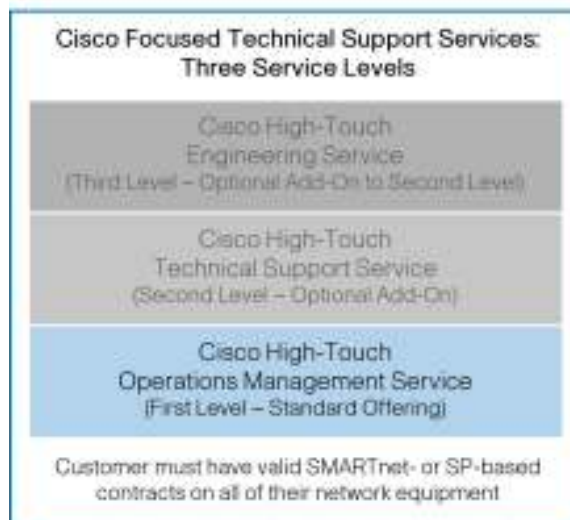 Cisco Focused Technical Support Services:
Three Service Levels
Cisco High-Touch
Engineering Service
(Third Level – Optional Add-On to Second Level)
Cisco High-Touch
Technical Support Service
(Second Level – Optional Add-On)
Cisco High-Touch
Operations Management Service
(First Level – Standard Offering)
Customer must have valid SMARTnet- or SP-based
contracts on all of their network equipment